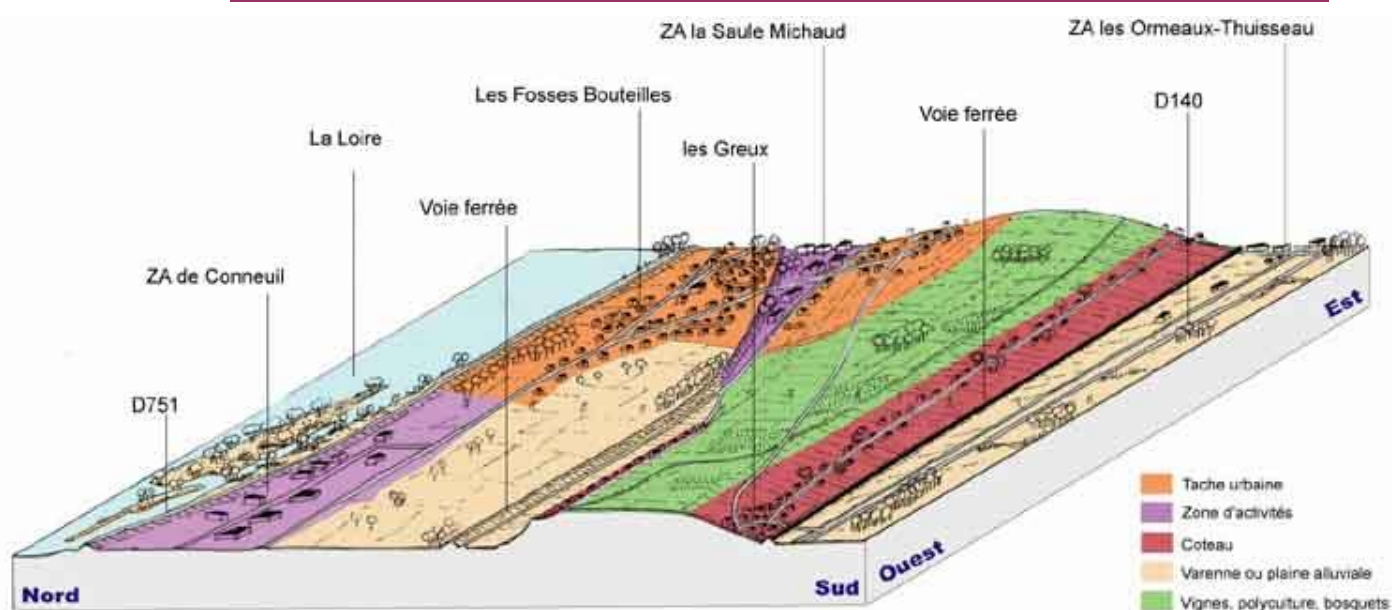 ZA la Saule Michaud
ZA les Ormeaux-Thuisseau
Les Fosses Bouteilles
Voie ferrée
D140
La Loire
les Greux
Voie ferrée
ZA de Conneuil
D751
Est
Nord
Sud
Ouest
Tache urbaine
Zone d'activités
Coteau
Varenne ou plaine alluviale
Vignes, polyculture, bosquets